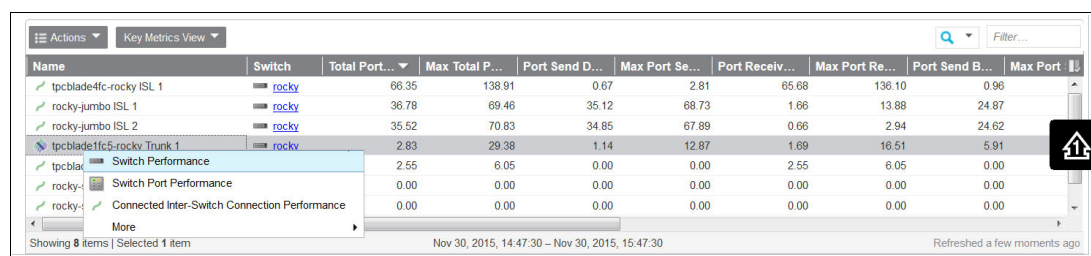 Actions Key Metrics View Filter...
Name Switch Total Port... Max Total P... Port Send D... Max Port Se... Port Receiv... Max Port Re... Port Send B... Max Port
tpcblade4fc-rocky ISL 1 rocky 66.35 138.91 0.67 2.81 65.68 136.10 0.96
rocky-jumbo ISL 1 rocky 36.78 69.46 35.12 68.73 1.66 13.88 24.87
rocky-jumbo ISL 2 rocky 35.52 70.83 34.85 67.89 0.66 2.94 24.62
tpcblade1fc5-rocky Trunk 1 rocky 2.83 29.38 1.14 12.87 1.69 16.51 5.91
tpcblad Switch Performance 2.55 6.05 0.00 0.00 2.55 6.05 0.00
rocky- Switch Port Performance 0.00 0.00 0.00 0.00 0.00 0.00 0.00
rocky- Connected Inter-Switch Connection Performance 0.00 0.00 0.00 0.00 0.00 0.00
More
Showing 8 items | Selected 1 item Nov 30, 2015, 14:47:30 – Nov 30, 2015, 15:47:30 Refreshed a few moments ago
1